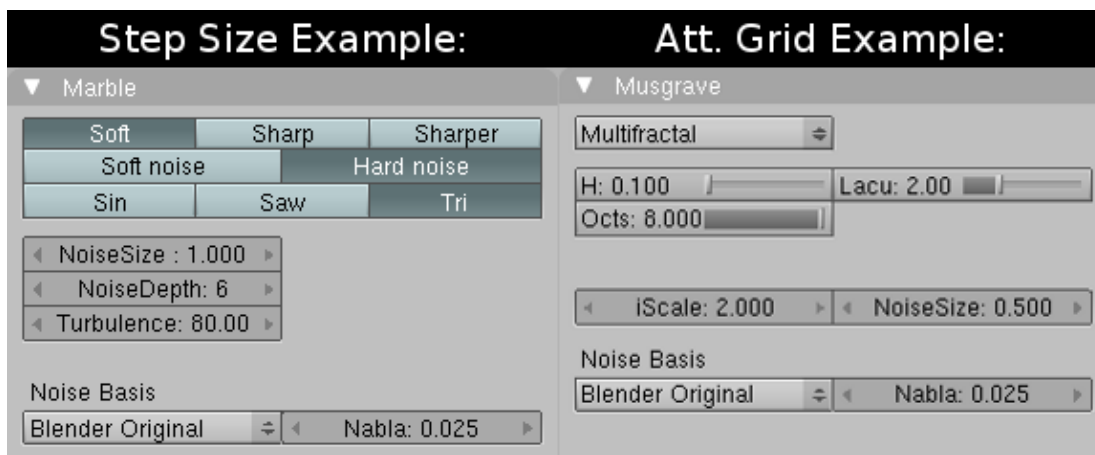 Step Size Example:
Marble
Soft Sharp Sharper
Soft noise Hard noise
Sin Saw Tri
NoiseSize : 1.000
NoiseDepth: 6
Turbulence: 80.00
Noise Basis
Blender Original Nabla: 0.025
Att. Grid Example:
Musgrave
Multifractal
H: 0.100 Lacu: 2.00
Octs: 8.000
iScale: 2.000 NoiseSize: 0.500
Noise Basis
Blender Original Nabla: 0.025